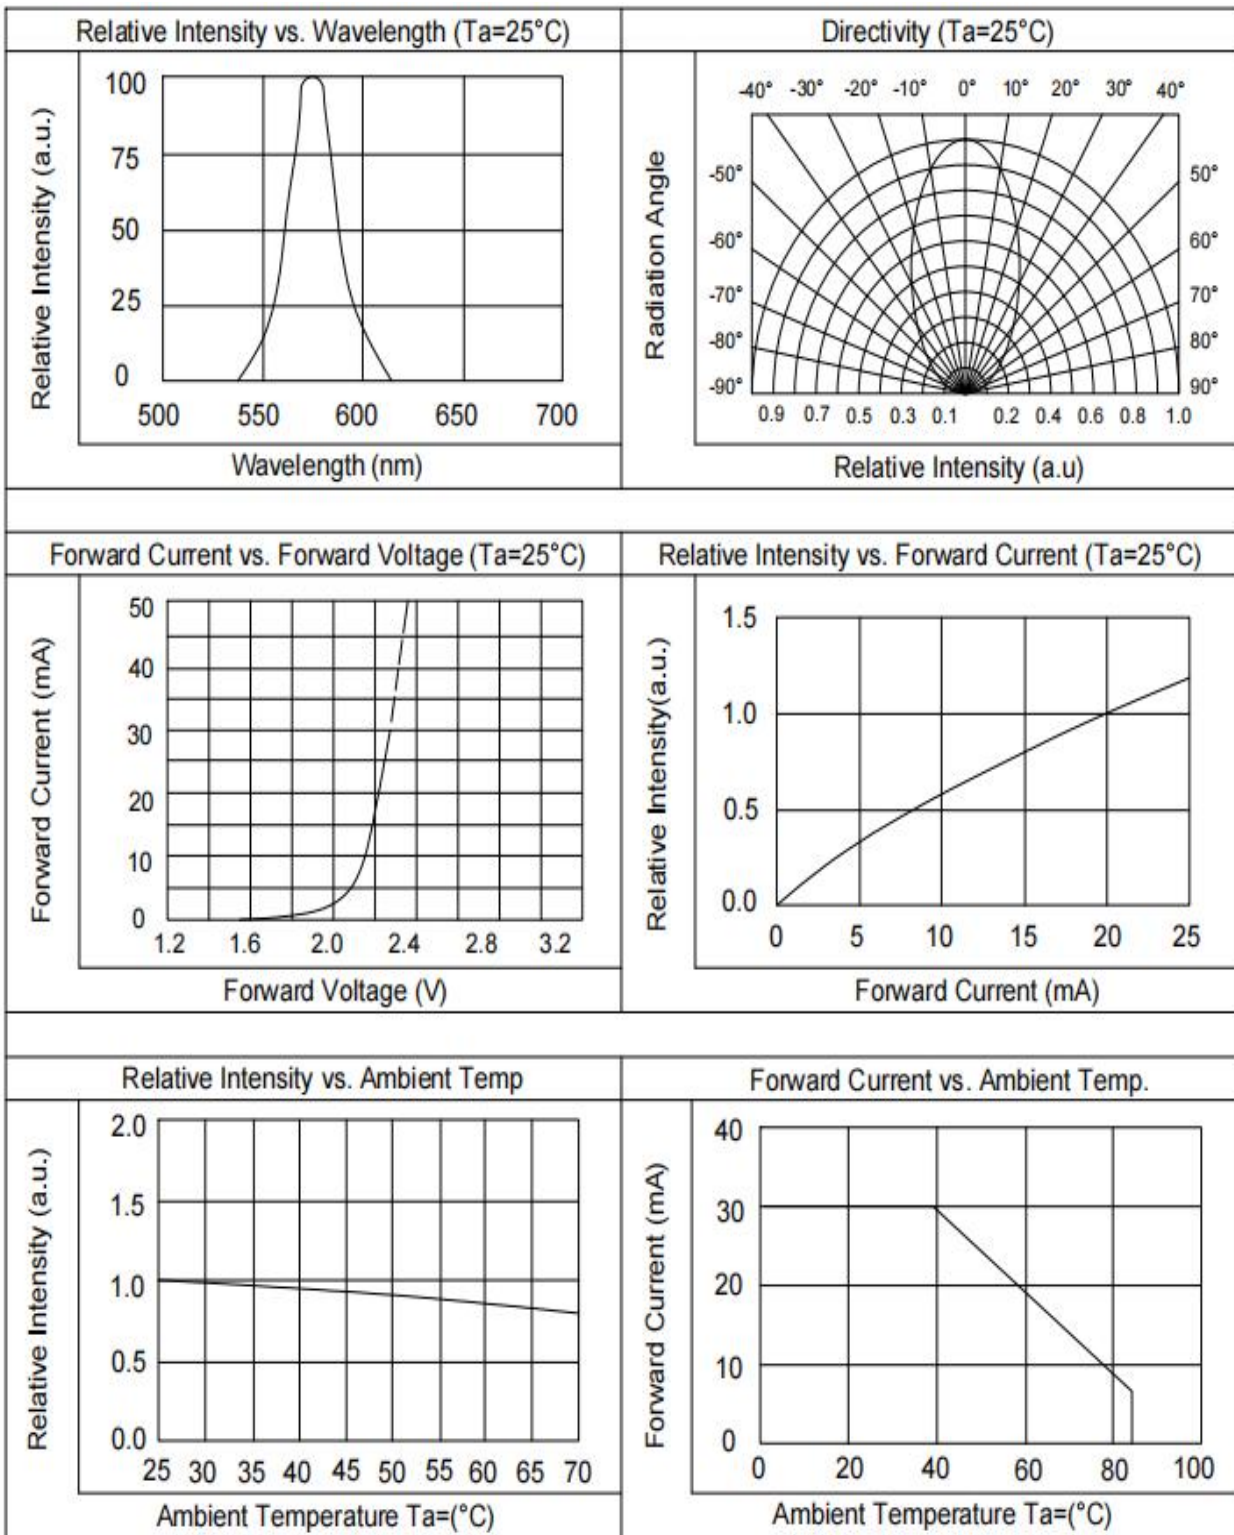 Relative Intensity vs. Wavelength (Ta=25°C)
Relative Intensity (a.u.)
100
75
50
25
0
500 550 600 650 700
Wavelength (nm)
Directivity (Ta=25°C)
Radiation Angle
-40° -30° -20° -10° 0° 10° 20° 30° 40°
-50° 50°
-60° 60°
-70° 70°
-80° 80°
-90° 90°
0.9 0.7 0.5 0.3 0.1 0.2 0.4 0.6 0.8 1.0
Relative Intensity (a.u)
Forward Current vs. Forward Voltage (Ta=25°C)
Forward Current (mA)
50
40
30
20
10
0
1.2 1.6 2.0 2.4 2.8 3.2
Forward Voltage (V)
Relative Intensity vs. Forward Current (Ta=25°C)
Relative Intensity(a.u.)
1.5
1.0
0.5
0.0
0 5 10 15 20 25
Forward Current (mA)
Relative Intensity vs. Ambient Temp
Relative Intensity (a.u.)
2.0
1.5
1.0
0.5
0.0
25 30 35 40 45 50 55 60 65 70
Ambient Temperature Ta=(°C)
Forward Current vs. Ambient Temp.
Forward Current (mA)
40
30
20
10
0
0 20 40 60 80 100
Ambient Temperature Ta=(°C)